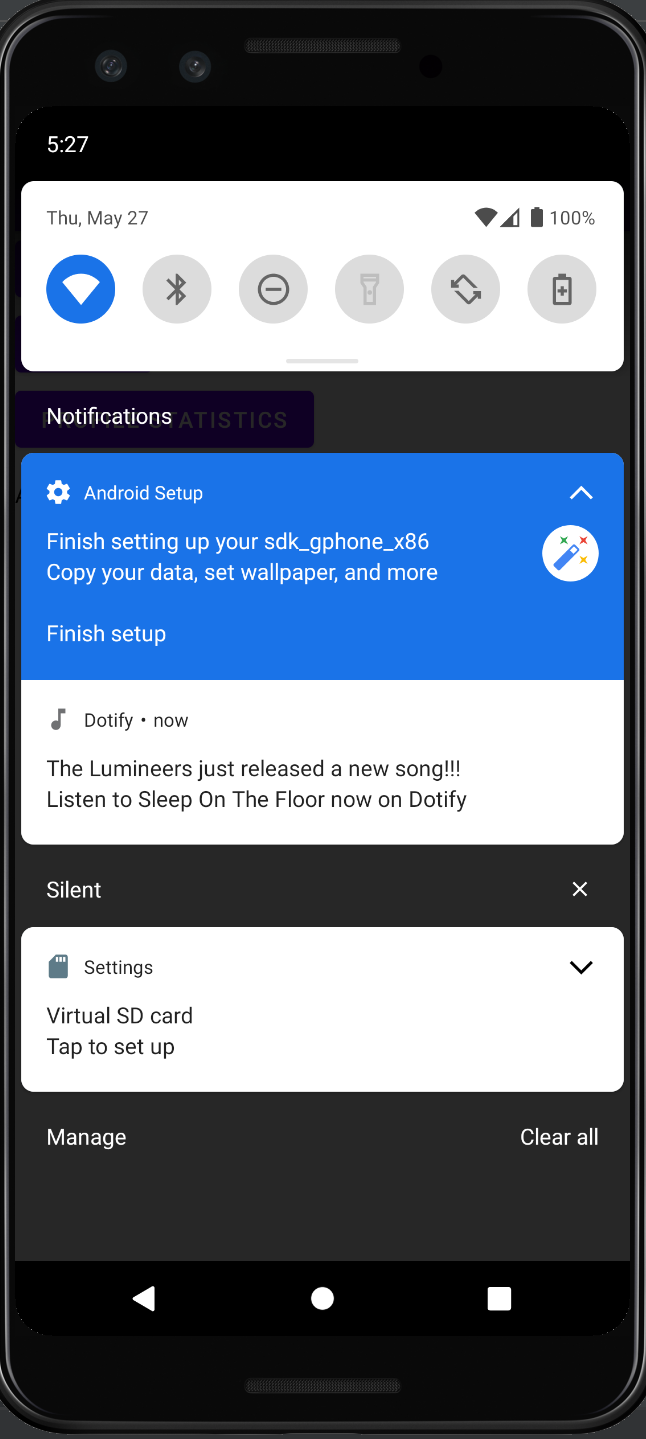 5:27
Thu, May 27
100%
Notifications
PROFILE STATISTICS
Android Setup
Finish setting up your sdk_gphone_x86
Copy your data, set wallpaper, and more
Finish setup
Dotify • now
The Lumineers just released a new song!!!
Listen to Sleep On The Floor now on Dotify
Silent
Settings
Virtual SD card
Tap to set up
Manage
Clear all